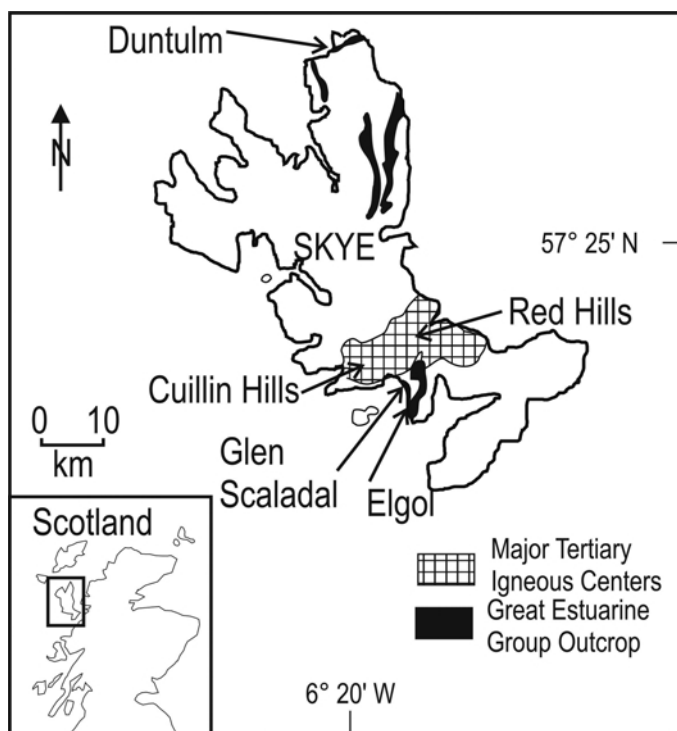 Duntulm
N
SKYE
57° 25' N
Red Hills
Cuillin Hills
0 10
km
Glen
Scaladal
Elgol
Scotland
Major Tertiary
Igneous Centers
Great Estuarine
Group Outcrop
6° 20' W